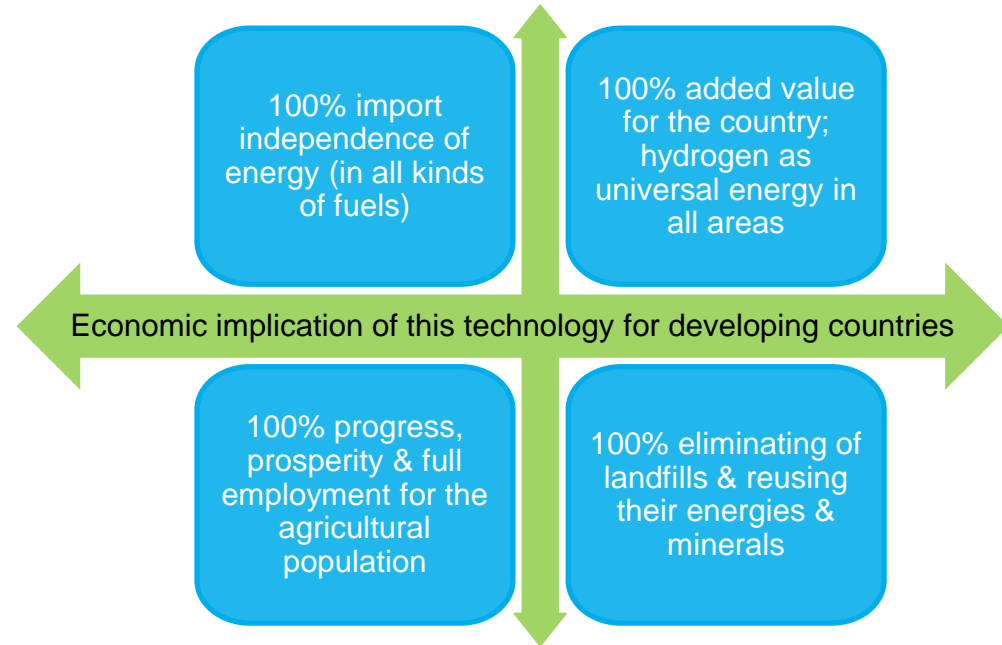 100% import
independence of
energy (in all kinds
of fuels)
100% added value
for the country;
hydrogen as
universal energy in
all areas
Economic implication of this technology for developing countries
100% progress,
prosperity & full
employment for the
agricultural
population
100% eliminating of
landfills & reusing
their energies &
minerals